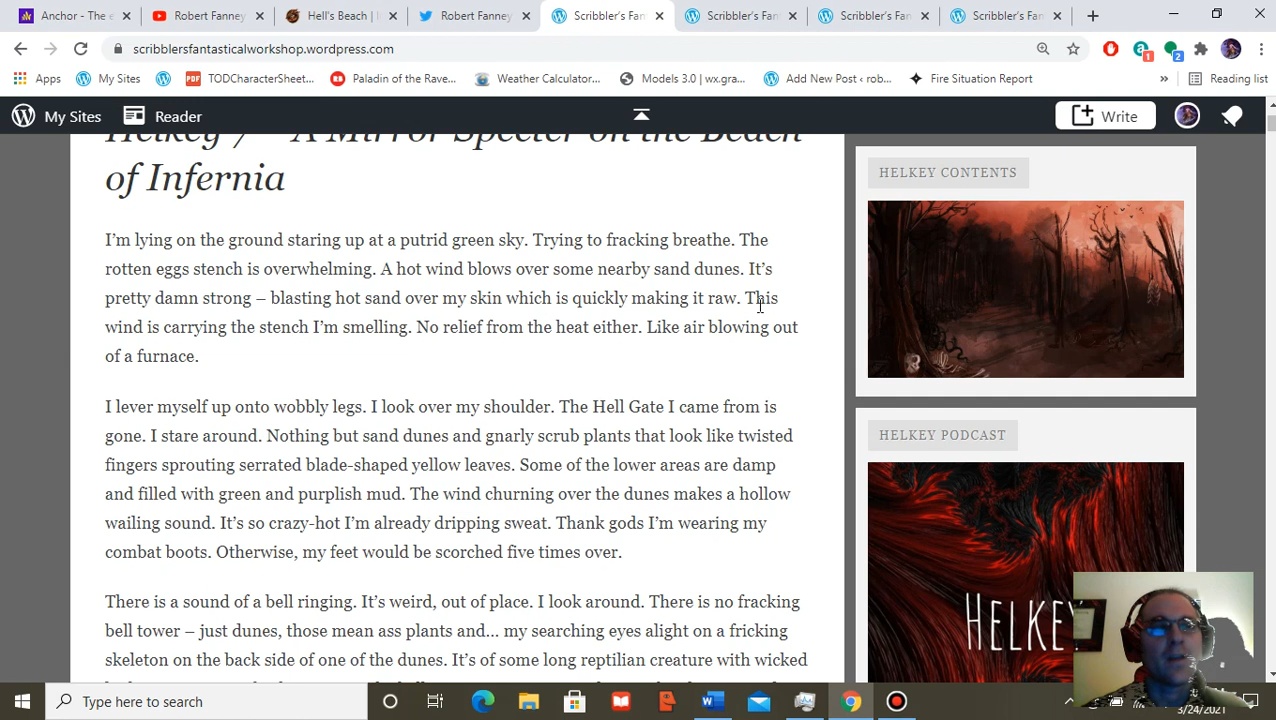 Anchor - The e
Robert Fanney
Hell's Beach | I
Robert Fanney
Scribbler's Fan
Scribbler's Fan
Scribbler's Fan
Scribbler's Fan
scribblersfantasticalworkshop.wordpress.com
Apps
My Sites
TODCharacterSheet...
Paladin of the Rave...
Weather Calculator...
Models 3.0 | wx.gra...
Add New Post ‹ rob...
Fire Situation Report
»
Reading list
My Sites
Reader
Write
Helkey 7 – A Mirror Specter on the Beach
of Infernia
I'm lying on the ground staring up at a putrid green sky. Trying to fracking breathe. The
rotten eggs stench is overwhelming. A hot wind blows over some nearby sand dunes. It's
pretty damn strong – blasting hot sand over my skin which is quickly making it raw. This
wind is carrying the stench I'm smelling. No relief from the heat either. Like air blowing out
of a furnace.
I lever myself up onto wobbly legs. I look over my shoulder. The Hell Gate I came from is
gone. I stare around. Nothing but sand dunes and gnarly scrub plants that look like twisted
fingers sprouting serrated blade-shaped yellow leaves. Some of the lower areas are damp
and filled with green and purplish mud. The wind churning over the dunes makes a hollow
wailing sound. It's so crazy-hot I'm already dripping sweat. Thank gods I'm wearing my
combat boots. Otherwise, my feet would be scorched five times over.
There is a sound of a bell ringing. It's weird, out of place. I look around. There is no fracking
bell tower – just dunes, those mean ass plants and… my searching eyes alight on a fricking
skeleton on the back side of one of the dunes. It's of some long reptilian creature with wicked
HELKEY CONTENTS
HELKEY PODCAST
HELKEY
Type here to search
3/24/2021